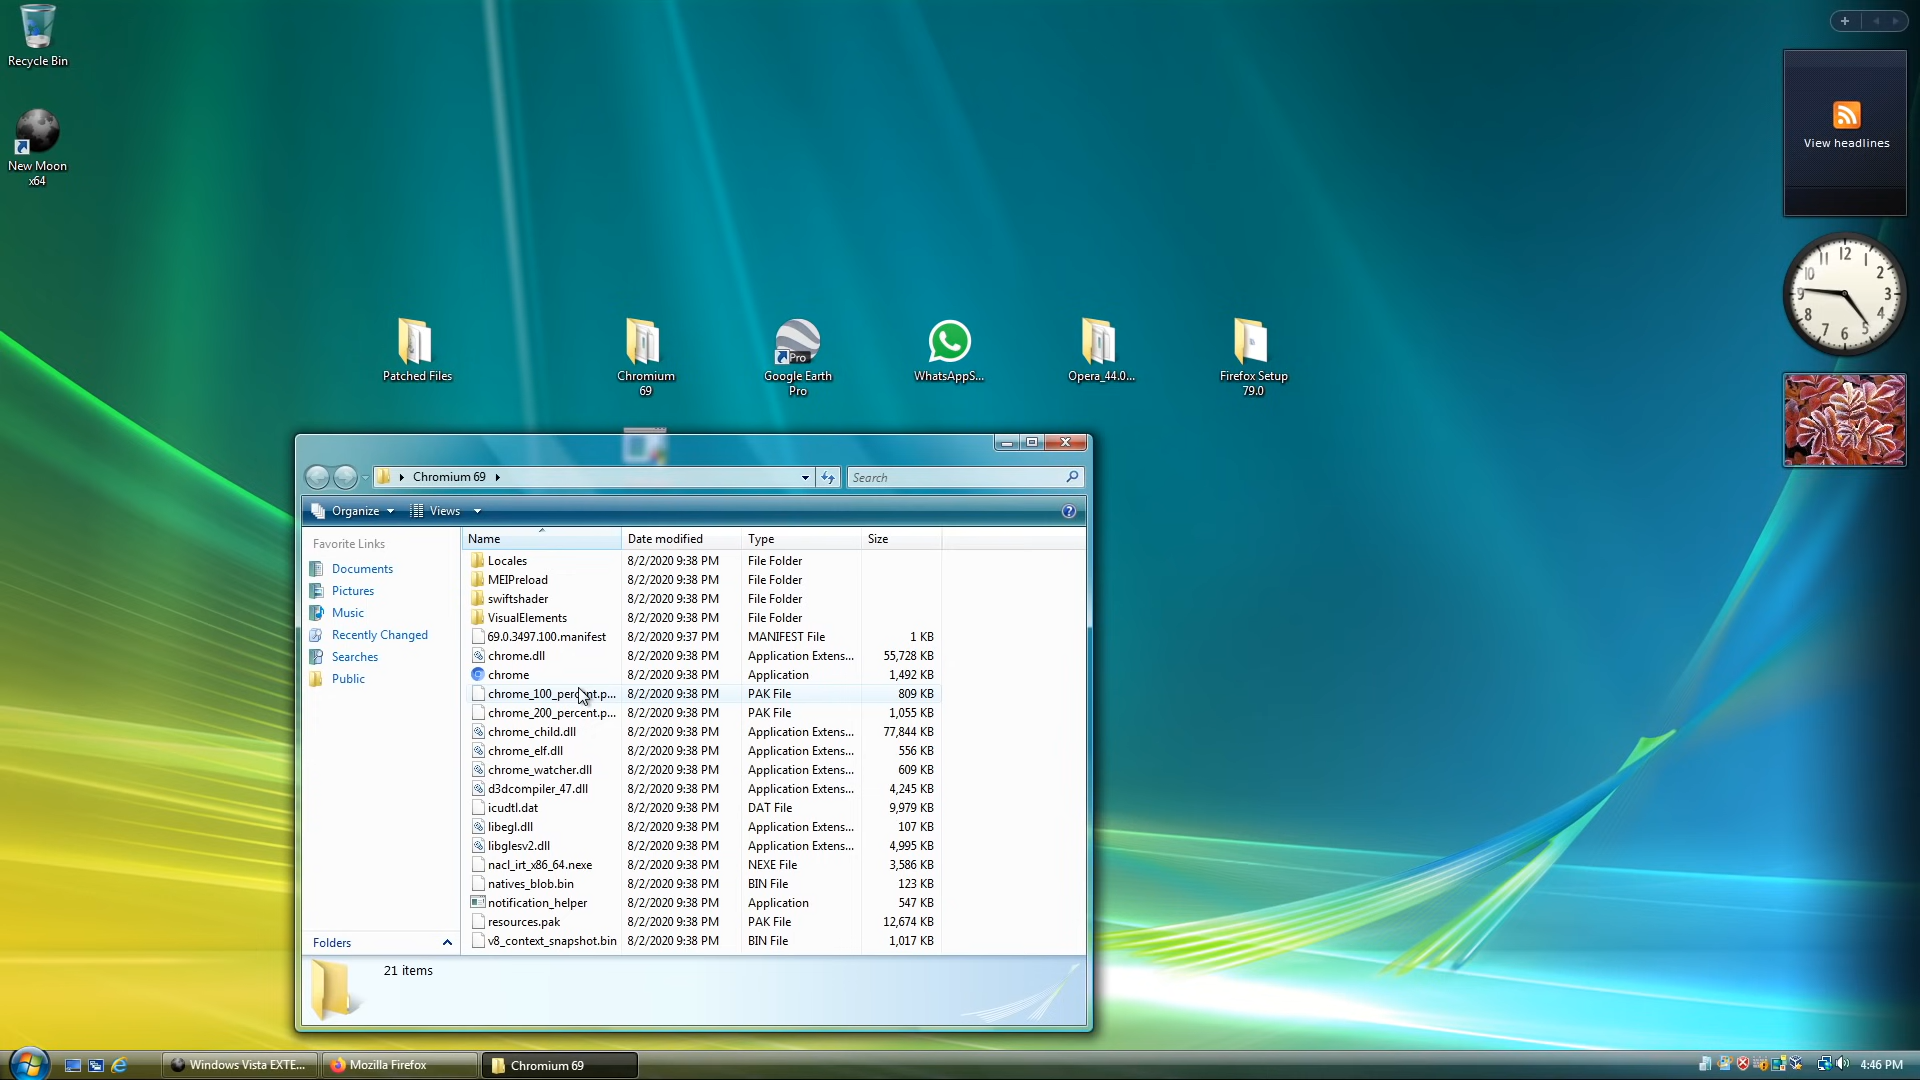 Recycle Bin
New Moon
x64
Patched Files
Chromium
69
Google Earth
Pro
Pro
WhatsAppS...
Opera_44.0...
Firefox Setup
79.0
View headlines
12
1
2
3
4
5
6
7
8
9
10
11
Chromium 69
Search
Organize
Views
Favorite Links
Documents
Pictures
Music
Recently Changed
Searches
Public
Folders
Name Date modified Type Size
Locales 8/2/2020 9:38 PM File Folder
MEIPreload 8/2/2020 9:38 PM File Folder
swiftshader 8/2/2020 9:38 PM File Folder
VisualElements 8/2/2020 9:38 PM File Folder
69.0.3497.100.manifest 8/2/2020 9:37 PM MANIFEST File 1 KB
chrome.dll 8/2/2020 9:38 PM Application Extens... 55,728 KB
chrome 8/2/2020 9:38 PM Application 1,492 KB
chrome_100_percent.p... 8/2/2020 9:38 PM PAK File 809 KB
chrome_200_percent.p... 8/2/2020 9:38 PM PAK File 1,055 KB
chrome_child.dll 8/2/2020 9:38 PM Application Extens... 77,844 KB
chrome_elf.dll 8/2/2020 9:38 PM Application Extens... 556 KB
chrome_watcher.dll 8/2/2020 9:38 PM Application Extens... 609 KB
d3dcompiler_47.dll 8/2/2020 9:38 PM Application Extens... 4,245 KB
icudtl.dat 8/2/2020 9:38 PM DAT File 9,979 KB
libegl.dll 8/2/2020 9:38 PM Application Extens... 107 KB
libglesv2.dll 8/2/2020 9:38 PM Application Extens... 4,995 KB
nacl_irt_x86_64.nexe 8/2/2020 9:38 PM NEXE File 3,586 KB
natives_blob.bin 8/2/2020 9:38 PM BIN File 123 KB
notification_helper 8/2/2020 9:38 PM Application 547 KB
resources.pak 8/2/2020 9:38 PM PAK File 12,674 KB
v8_context_snapshot.bin 8/2/2020 9:38 PM BIN File 1,017 KB
21 items
Windows Vista EXTE...
Mozilla Firefox
Chromium 69
4:46 PM